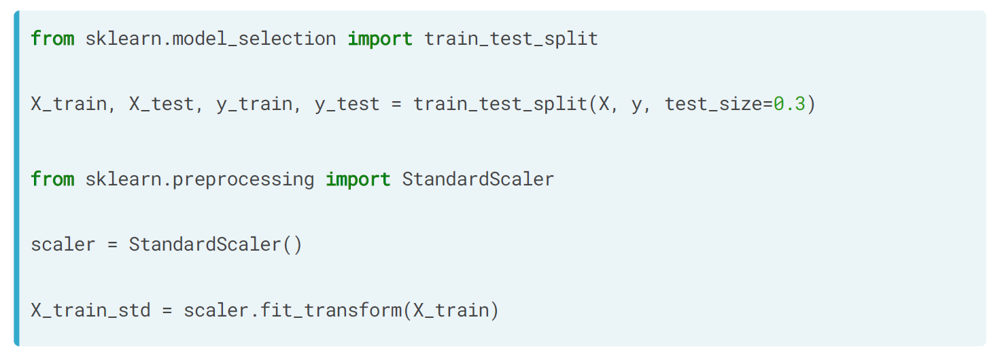 from sklearn.model_selection import train_test_split
X_train, X_test, y_train, y_test = train_test_split(X, y, test_size=0.3)
from sklearn.preprocessing import StandardScaler
scaler = StandardScaler()
X_train_std = scaler.fit_transform(X_train)